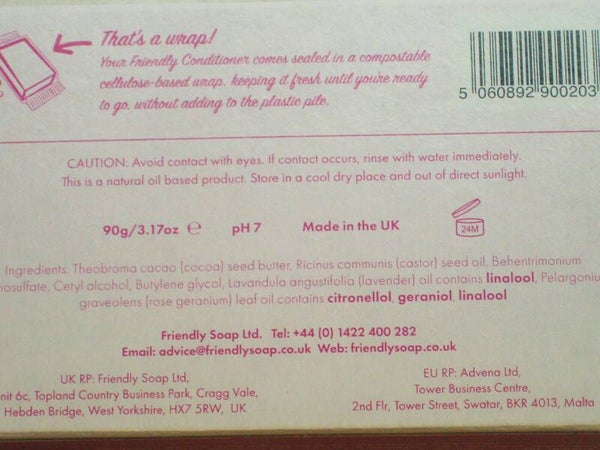 That's a wrap!
Your Friendly Conditioner comes sealed in a compostable
cellulose-based wrap, keeping it fresh until you're ready
to go, without adding to the plastic pile.
5 060892 900203
CAUTION: Avoid contact with eyes. If contact occurs, rinse with water immediately.
This is a natural oil based product. Store in a cool dry place and out of direct sunlight.
90g/3.17oz ℮ pH 7 Made in the UK 24M
Ingredients: Theobroma cacao (cocoa) seed butter, Ricinus communis (castor) seed oil, Behentrimonium
hosulfate, Cetyl alcohol, Butylene glycol, Lavandula angustifolia (lavender) oil contains linalool, Pelargoniu
graveolens (rose geranium) leaf oil contains citronellol, geraniol, linalool
Friendly Soap Ltd. Tel: +44 (0) 1422 400 282
Email: advice@friendlysoap.co.uk Web: friendlysoap.co.uk
UK RP: Friendly Soap Ltd,
nit 6c, Topland Country Business Park, Cragg Vale,
Hebden Bridge, West Yorkshire, HX7 5RW, UK
EU RP: Advena Ltd,
Tower Business Centre,
2nd Flr, Tower Street, Swatar, BKR 4013, Malta